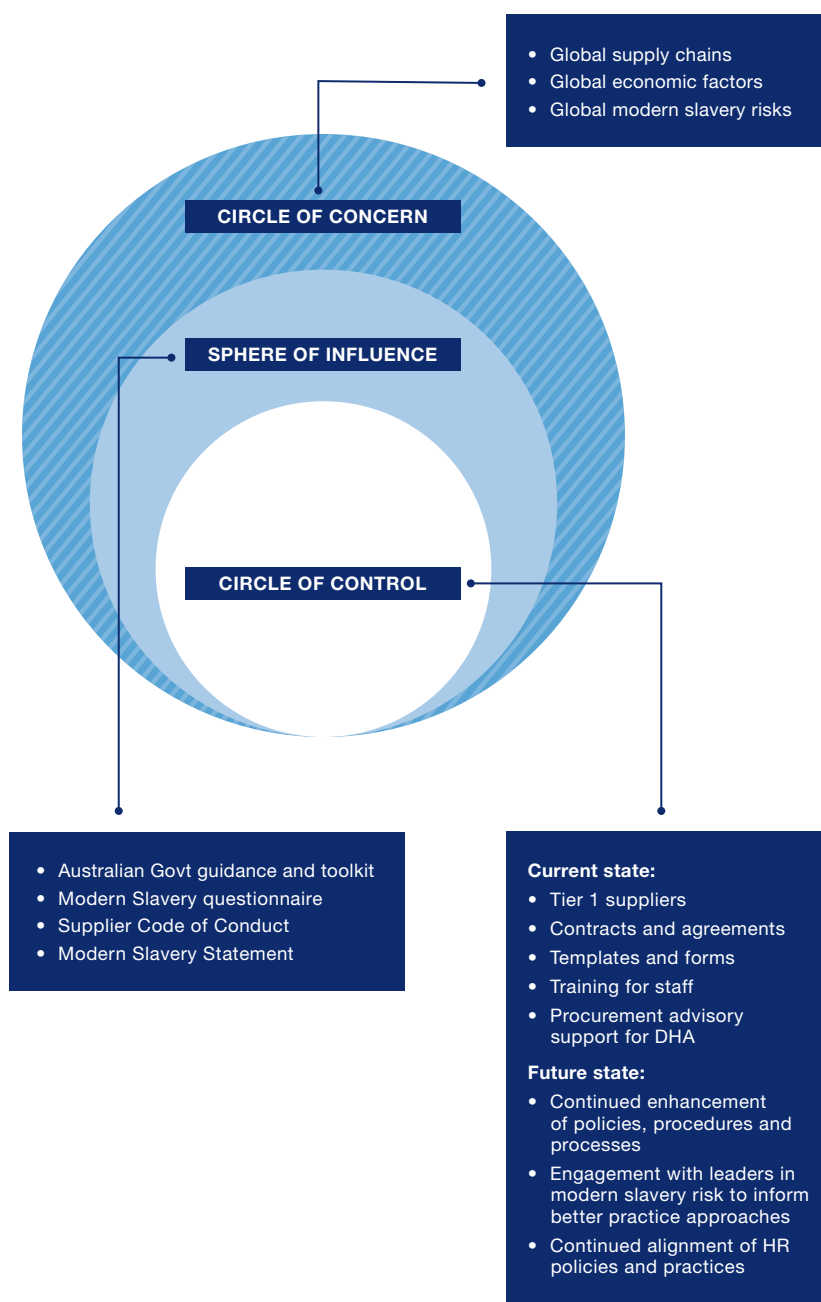 • Global supply chains
• Global economic factors
• Global modern slavery risks
CIRCLE OF CONCERN
SPHERE OF INFLUENCE
CIRCLE OF CONTROL
• Australian Govt guidance and toolkit
• Modern Slavery questionnaire
• Supplier Code of Conduct
• Modern Slavery Statement
Current state:
• Tier 1 suppliers
• Contracts and agreements
• Templates and forms
• Training for staff
• Procurement advisory
support for DHA
Future state:
• Continued enhancement
of policies, procedures and
processes
• Engagement with leaders in
modern slavery risk to inform
better practice approaches
• Continued alignment of HR
policies and practices